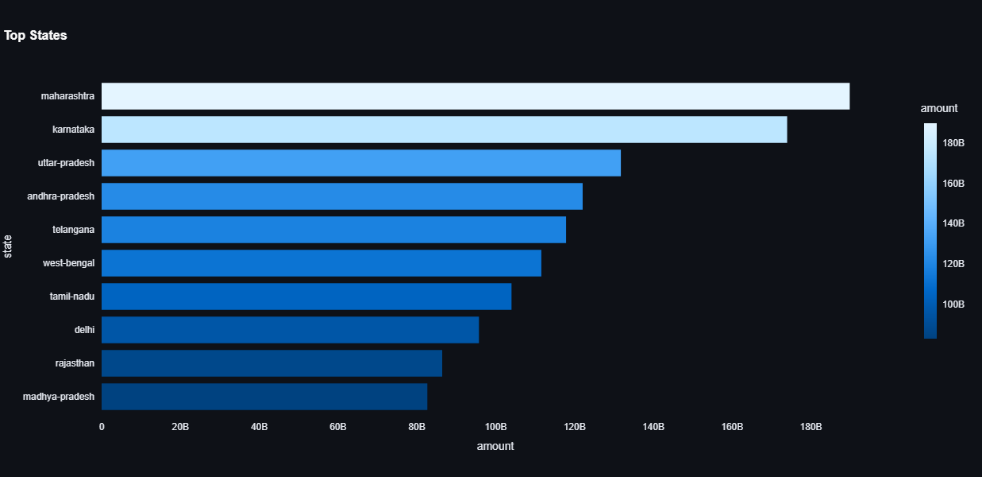 Top States
maharashtra
karnataka
uttar-pradesh
andhra-pradesh
telangana
west-bengal
tamil-nadu
delhi
rajasthan
madhya-pradesh
state
0 20B 40B 60B 80B 100B 120B 140B 160B 180B
amount
amount
180B
160B
140B
120B
100B